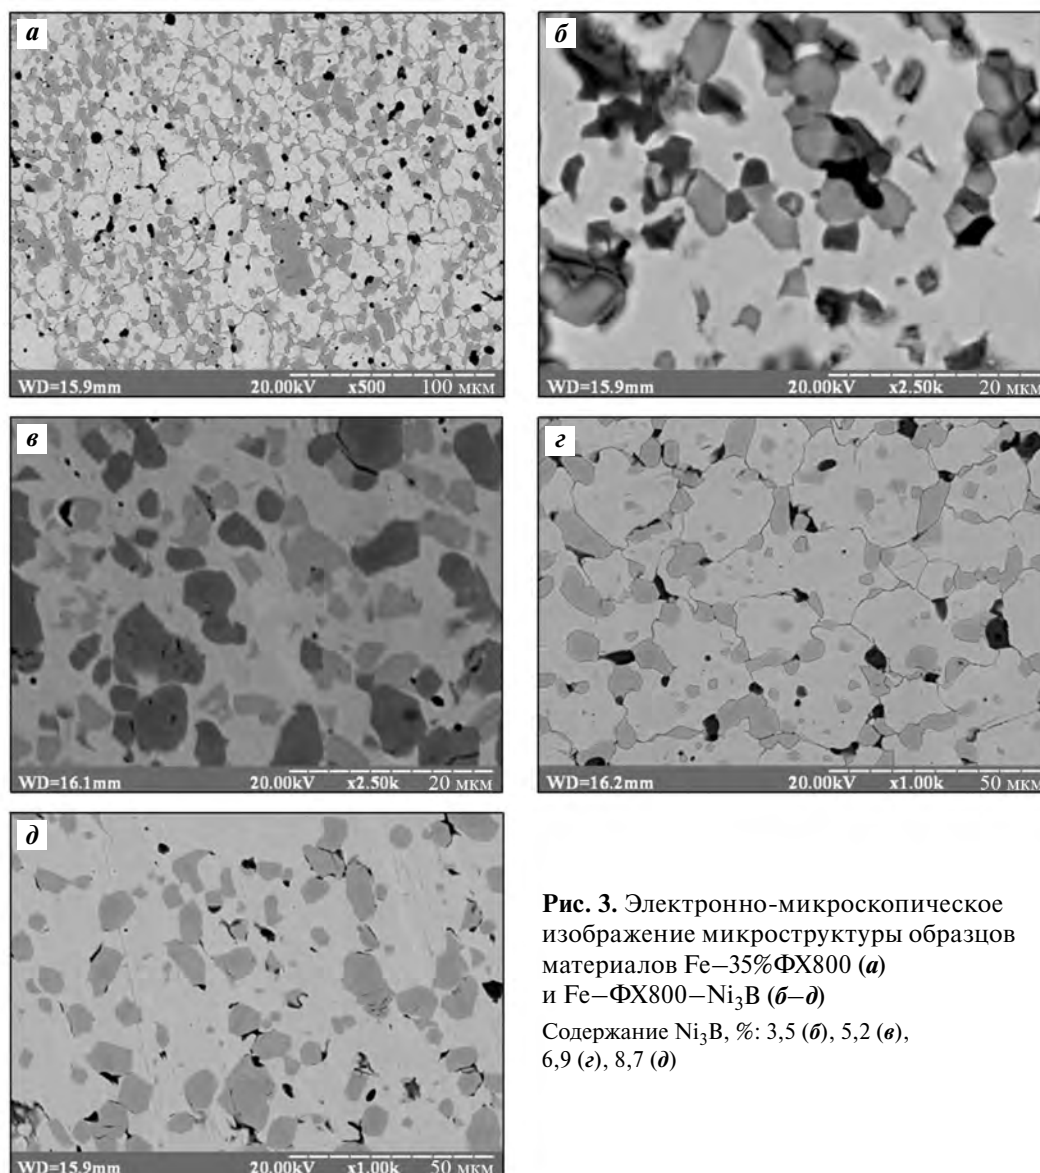 а
WD=15.9mm 20.00kV x500 100 мкм
б
WD=15.9mm 20.00kV x2.50k 20 мкм
в
WD=16.1mm 20.00kV x2.50k 20 мкм
г
WD=16.2mm 20.00kV x1.00k 50 мкм
д
WD=15.9mm 20.00kV x1.00k 50 мкм
Рис. 3. Электронно-микроскопическое
изображение микроструктуры образцов
материалов Fe–35%ФХ800 (а)
и Fe–ФХ800–Ni₃B (б–д)
Содержание Ni₃B, %: 3,5 (б), 5,2 (в),
6,9 (г), 8,7 (д)